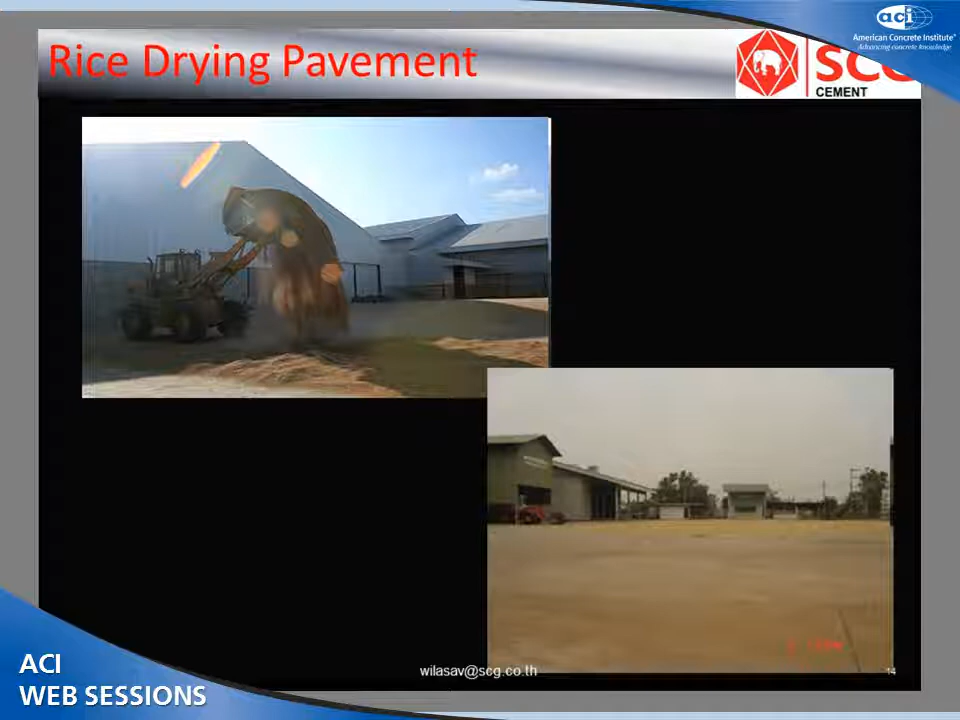 Rice Drying Pavement
aci
American Concrete Institute®
Advancing concrete knowledge
SCG
CEMENT
wilasav@scg.co.th
14
ACI
WEB SESSIONS